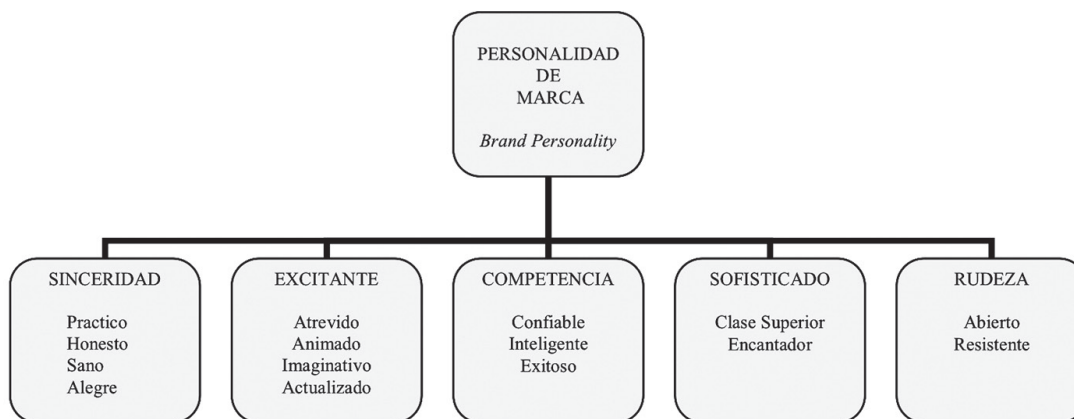 PERSONALIDAD
DE
MARCA
Brand Personality
SINCERIDAD
Practico
Honesto
Sano
Alegre
EXCITANTE
Atrevido
Animado
Imaginativo
Actualizado
COMPETENCIA
Confiable
Inteligente
Exitoso
SOFISTICADO
Clase Superior
Encantador
RUDEZA
Abierto
Resistente